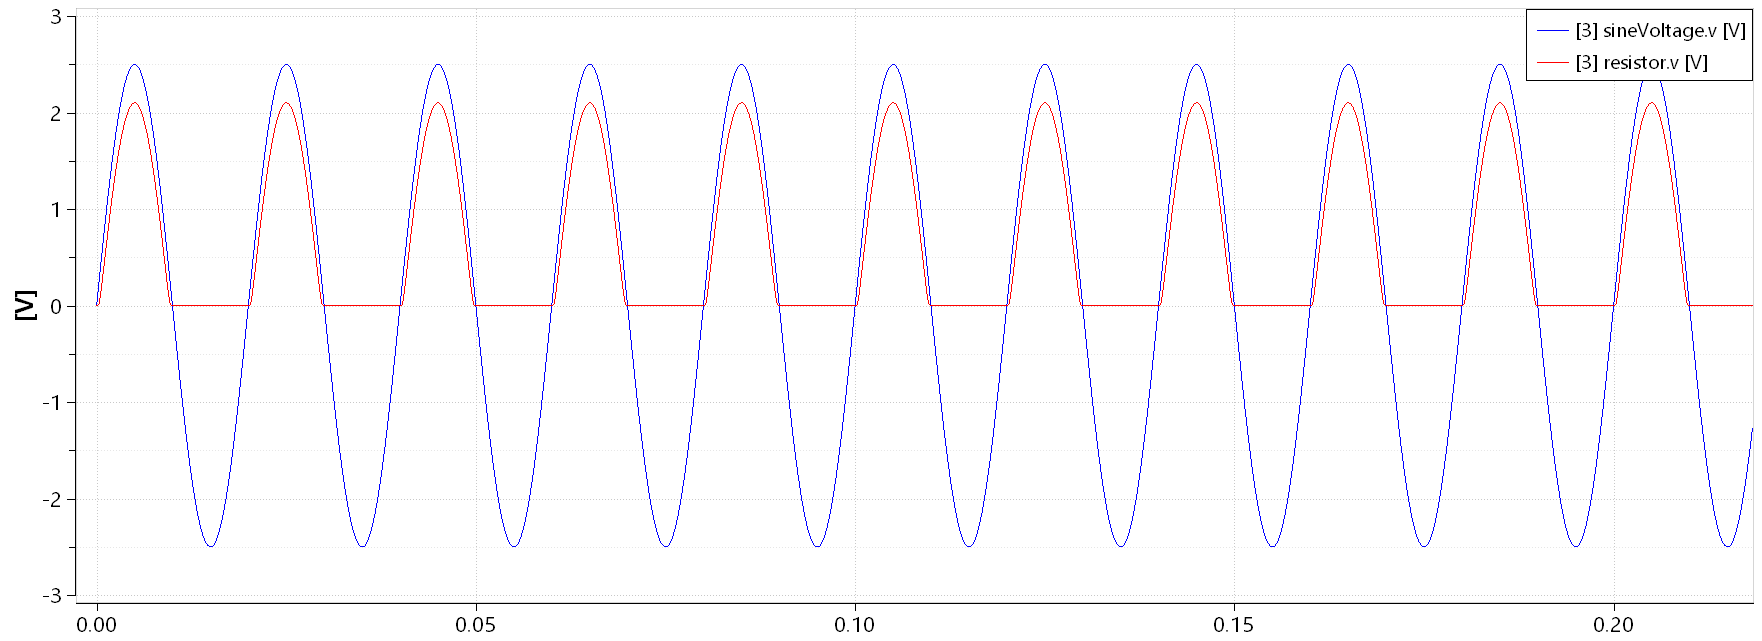 [3] sineVoltage.v [V]
[3] resistor.v [V]
[V]
3
2
1
0
-1
-2
-3
0.00 0.05 0.10 0.15 0.20